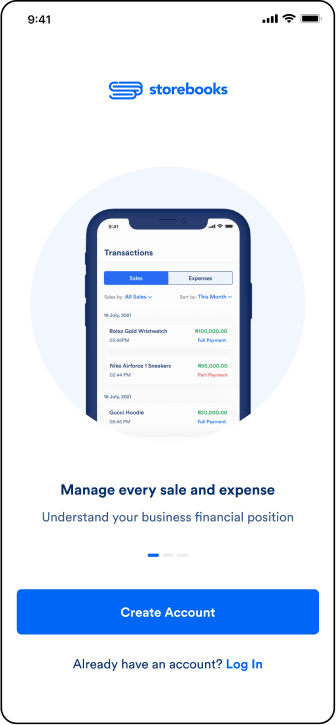 9:41
storebooks
9:41
Transactions
Sales Expenses
Sales by: All Sales Sort by: This Month
18 July, 2021
Rolex Gold Wristwatch ₦100,000.00
03:45PM Full Payment
Nike Airforce 1 Sneakers ₦95,000.00
02:44 PM Part Payment
18 July, 2021
Gucci Hoodie ₦20,000.00
06:45 PM Full Payment
Manage every sale and expense
Understand your business financial position
Create Account
Already have an account? Log In